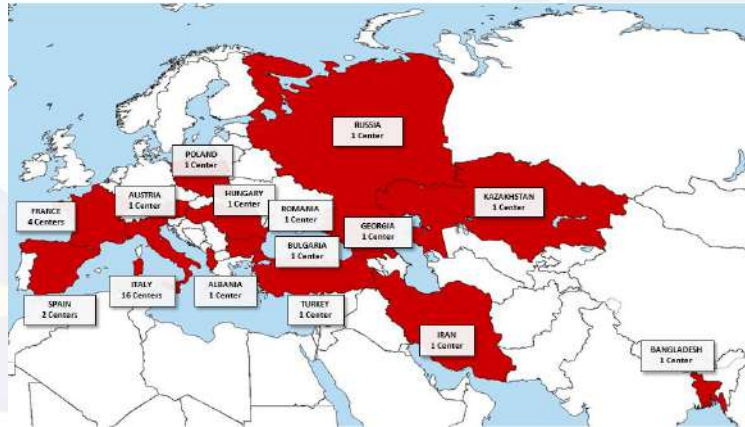 RUSSIA
1 Center
POLAND
1 Center
AUSTRIA
1 Center
HUNGARY
1 Center
KAZAKHSTAN
1 Center
FRANCE
4 Centers
ROMANIA
1 Center
GEORGIA
1 Center
BULGARIA
1 Center
ITALY
16 Centers
ALBANIA
1 Center
SPAIN
2 Centers
TURKEY
1 Center
IRAN
1 Center
BANGLADESH
1 Center